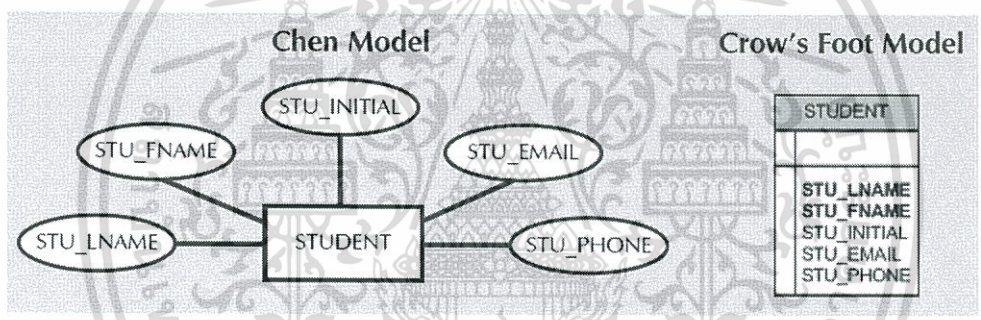 Chen Model
STU_INITIAL
STU_FNAME
STU_EMAIL
STU_LNAME
STUDENT
STU_PHONE
Crow's Foot Model
STUDENT
STU_LNAME
STU_FNAME
STU_INITIAL
STU_EMAIL
STU_PHONE